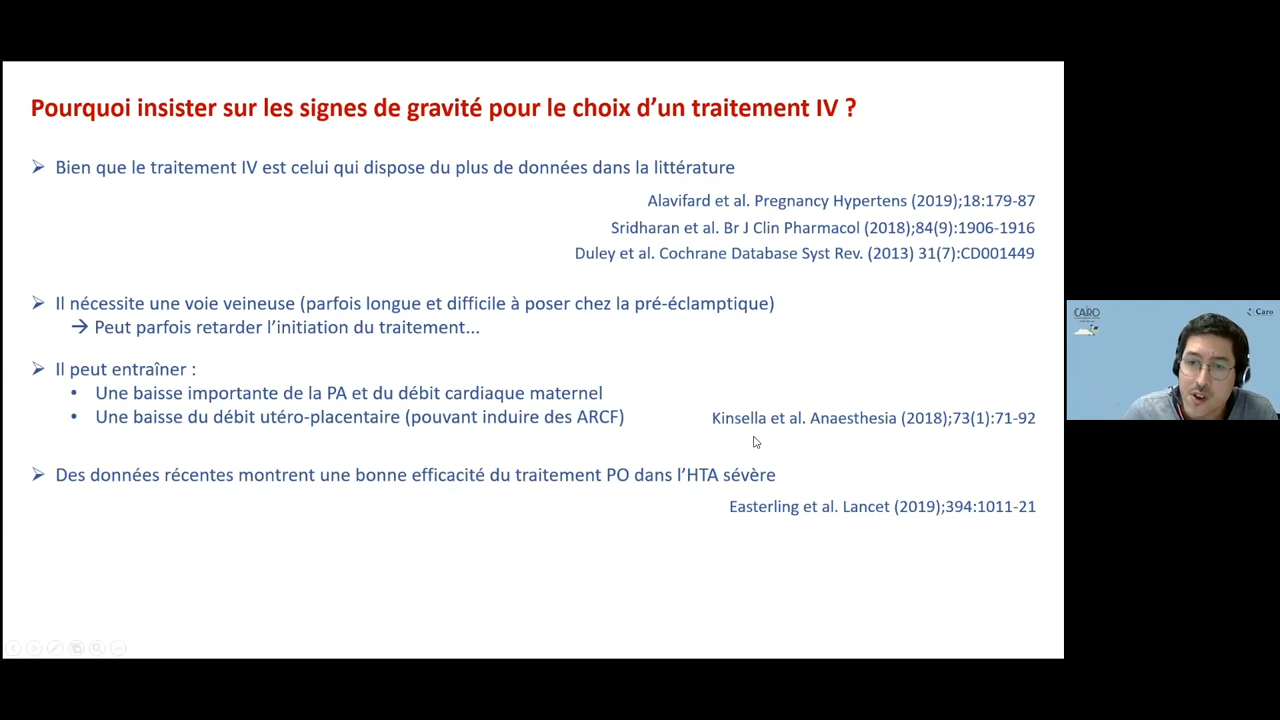 Pourquoi insister sur les signes de gravité pour le choix d'un traitement IV ?
➢ Bien que le traitement IV est celui qui dispose du plus de données dans la littérature
Alavifard et al. Pregnancy Hypertens (2019);18:179-87
Sridharan et al. Br J Clin Pharmacol (2018);84(9):1906-1916
Duley et al. Cochrane Database Syst Rev. (2013) 31(7):CD001449
➢ Il nécessite une voie veineuse (parfois longue et difficile à poser chez la pré-éclamptique)
→ Peut parfois retarder l'initiation du traitement...
➢ Il peut entraîner :
• Une baisse importante de la PA et du débit cardiaque maternel
• Une baisse du débit utéro-placentaire (pouvant induire des ARCF)
Kinsella et al. Anaesthesia (2018);73(1):71-92
➢ Des données récentes montrent une bonne efficacité du traitement PO dans l'HTA sévère
Easterling et al. Lancet (2019);394:1011-21
CARO
Caro